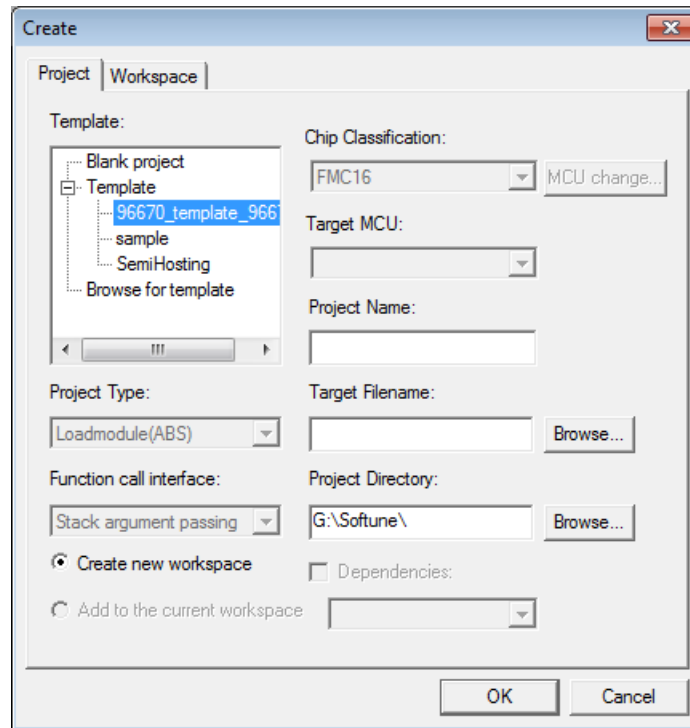 Create
Project
Workspace
Template:
Blank project
Template
96670_template_966
sample
SemiHosting
Browse for template
Chip Classification:
FMC16
MCU change...
Target MCU:
Project Name:
Project Type:
Loadmodule(ABS)
Target Filename:
Browse...
Function call interface:
Stack argument passing
Project Directory:
G:\Softune\
Browse...
Create new workspace
Dependencies:
Add to the current workspace
OK
Cancel